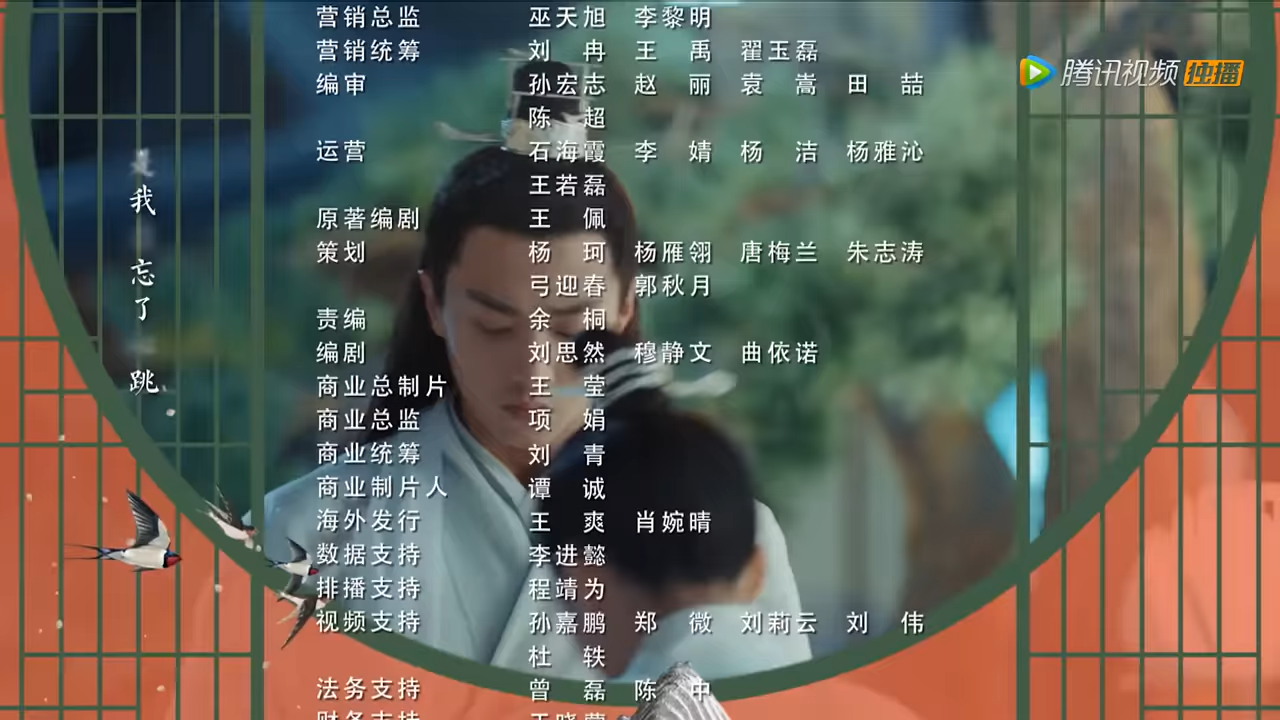 营销总监 巫天旭 李黎明
营销统筹 刘冉 王禹 翟玉磊
编审 孙宏志 赵丽 袁嵩 田喆
陈超
运营 石海霞 李婧 杨洁 杨雅沁
王若磊
原著编剧 王佩
策划 杨珂 杨雁翎 唐梅兰 朱志涛
弓迎春 郭秋月
责编 余桐
编剧 刘思然 穆静文 曲依诺
商业总制片 王莹
商业总监 项娟
商业统筹 刘青
商业制片人 谭诚
海外发行 王爽 肖婉晴
数据支持 李进懿
排播支持 程靖为
视频支持 孙嘉鹏 郑微 刘莉云 刘伟
杜轶
法务支持 曾磊 陈中
腾讯视频 独播
是我 忘了 跳